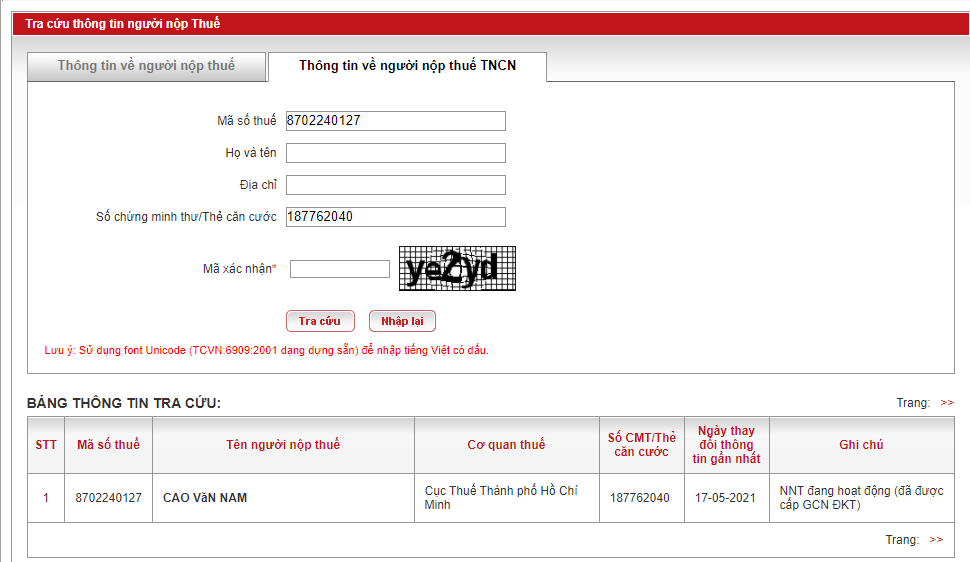 Tra cứu thông tin người nộp Thuế
Thông tin về người nộp thuế
Thông tin về người nộp thuế TNCN
Mã số thuế 8702240127
Họ và tên
Địa chỉ
Số chứng minh thư/Thẻ căn cước 187762040
Mã xác nhận* ye2yd
Tra cứu Nhập lại
Lưu ý: Sử dụng font Unicode (TCVN:6909:2001 dạng dựng sẵn) để nhập tiếng Việt có dấu.
BẢNG THÔNG TIN TRA CỨU: Trang: >>
STT Mã số thuế Tên người nộp thuế Cơ quan thuế Số CMT/Thẻ căn cước Ngày thay đổi thông tin gần nhất Ghi chú
1 8702240127 CAO VăN NAM Cục Thuế Thành phố Hồ Chí Minh 187762040 17-05-2021 NNT đang hoạt động (đã được cấp GCN ĐKT)
Trang: >>